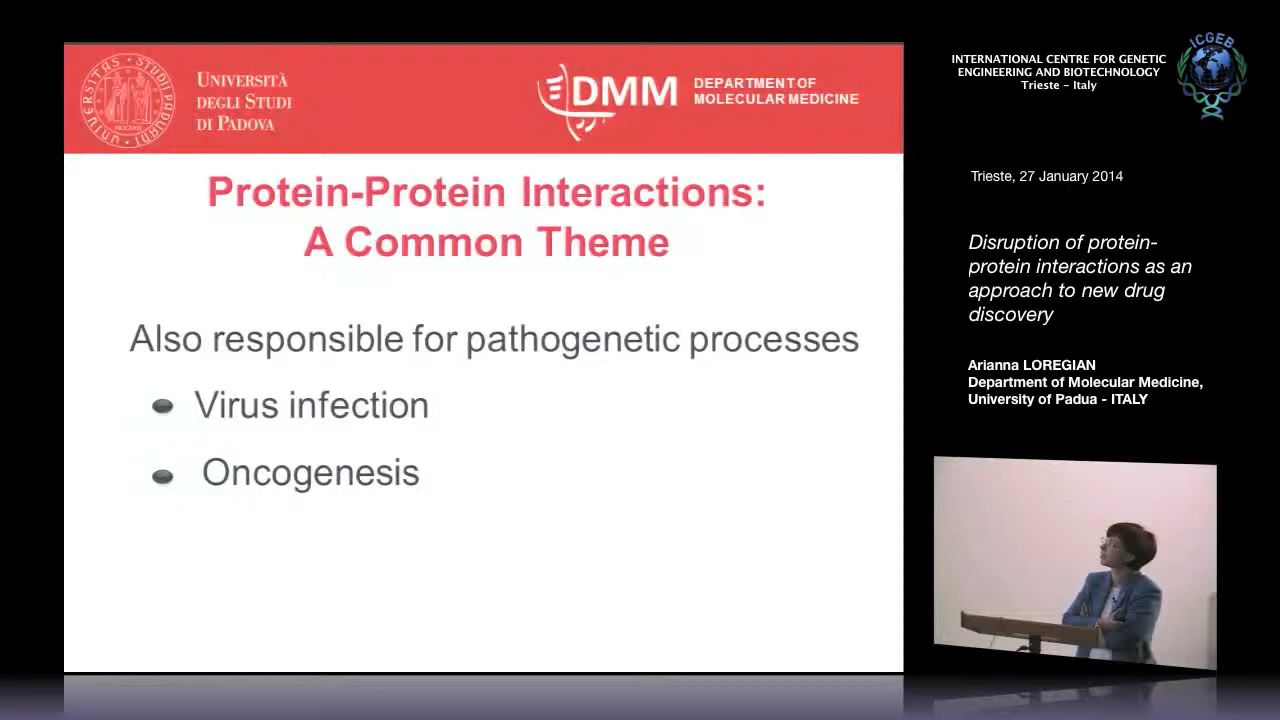 UNIVERSITÀ
DEGLI STUDI
DI PADOVA
DMM
DEPARTMENT OF
MOLECULAR MEDICINE
Protein-Protein Interactions:
A Common Theme
Also responsible for pathogenetic processes
Virus infection
Oncogenesis
INTERNATIONAL CENTRE FOR GENETIC
ENGINEERING AND BIOTECHNOLOGY
Trieste - Italy
ICGEB
Trieste, 27 January 2014
Disruption of protein-
protein interactions as an
approach to new drug
discovery
Arianna LOREGIAN
Department of Molecular Medicine,
University of Padua - ITALY